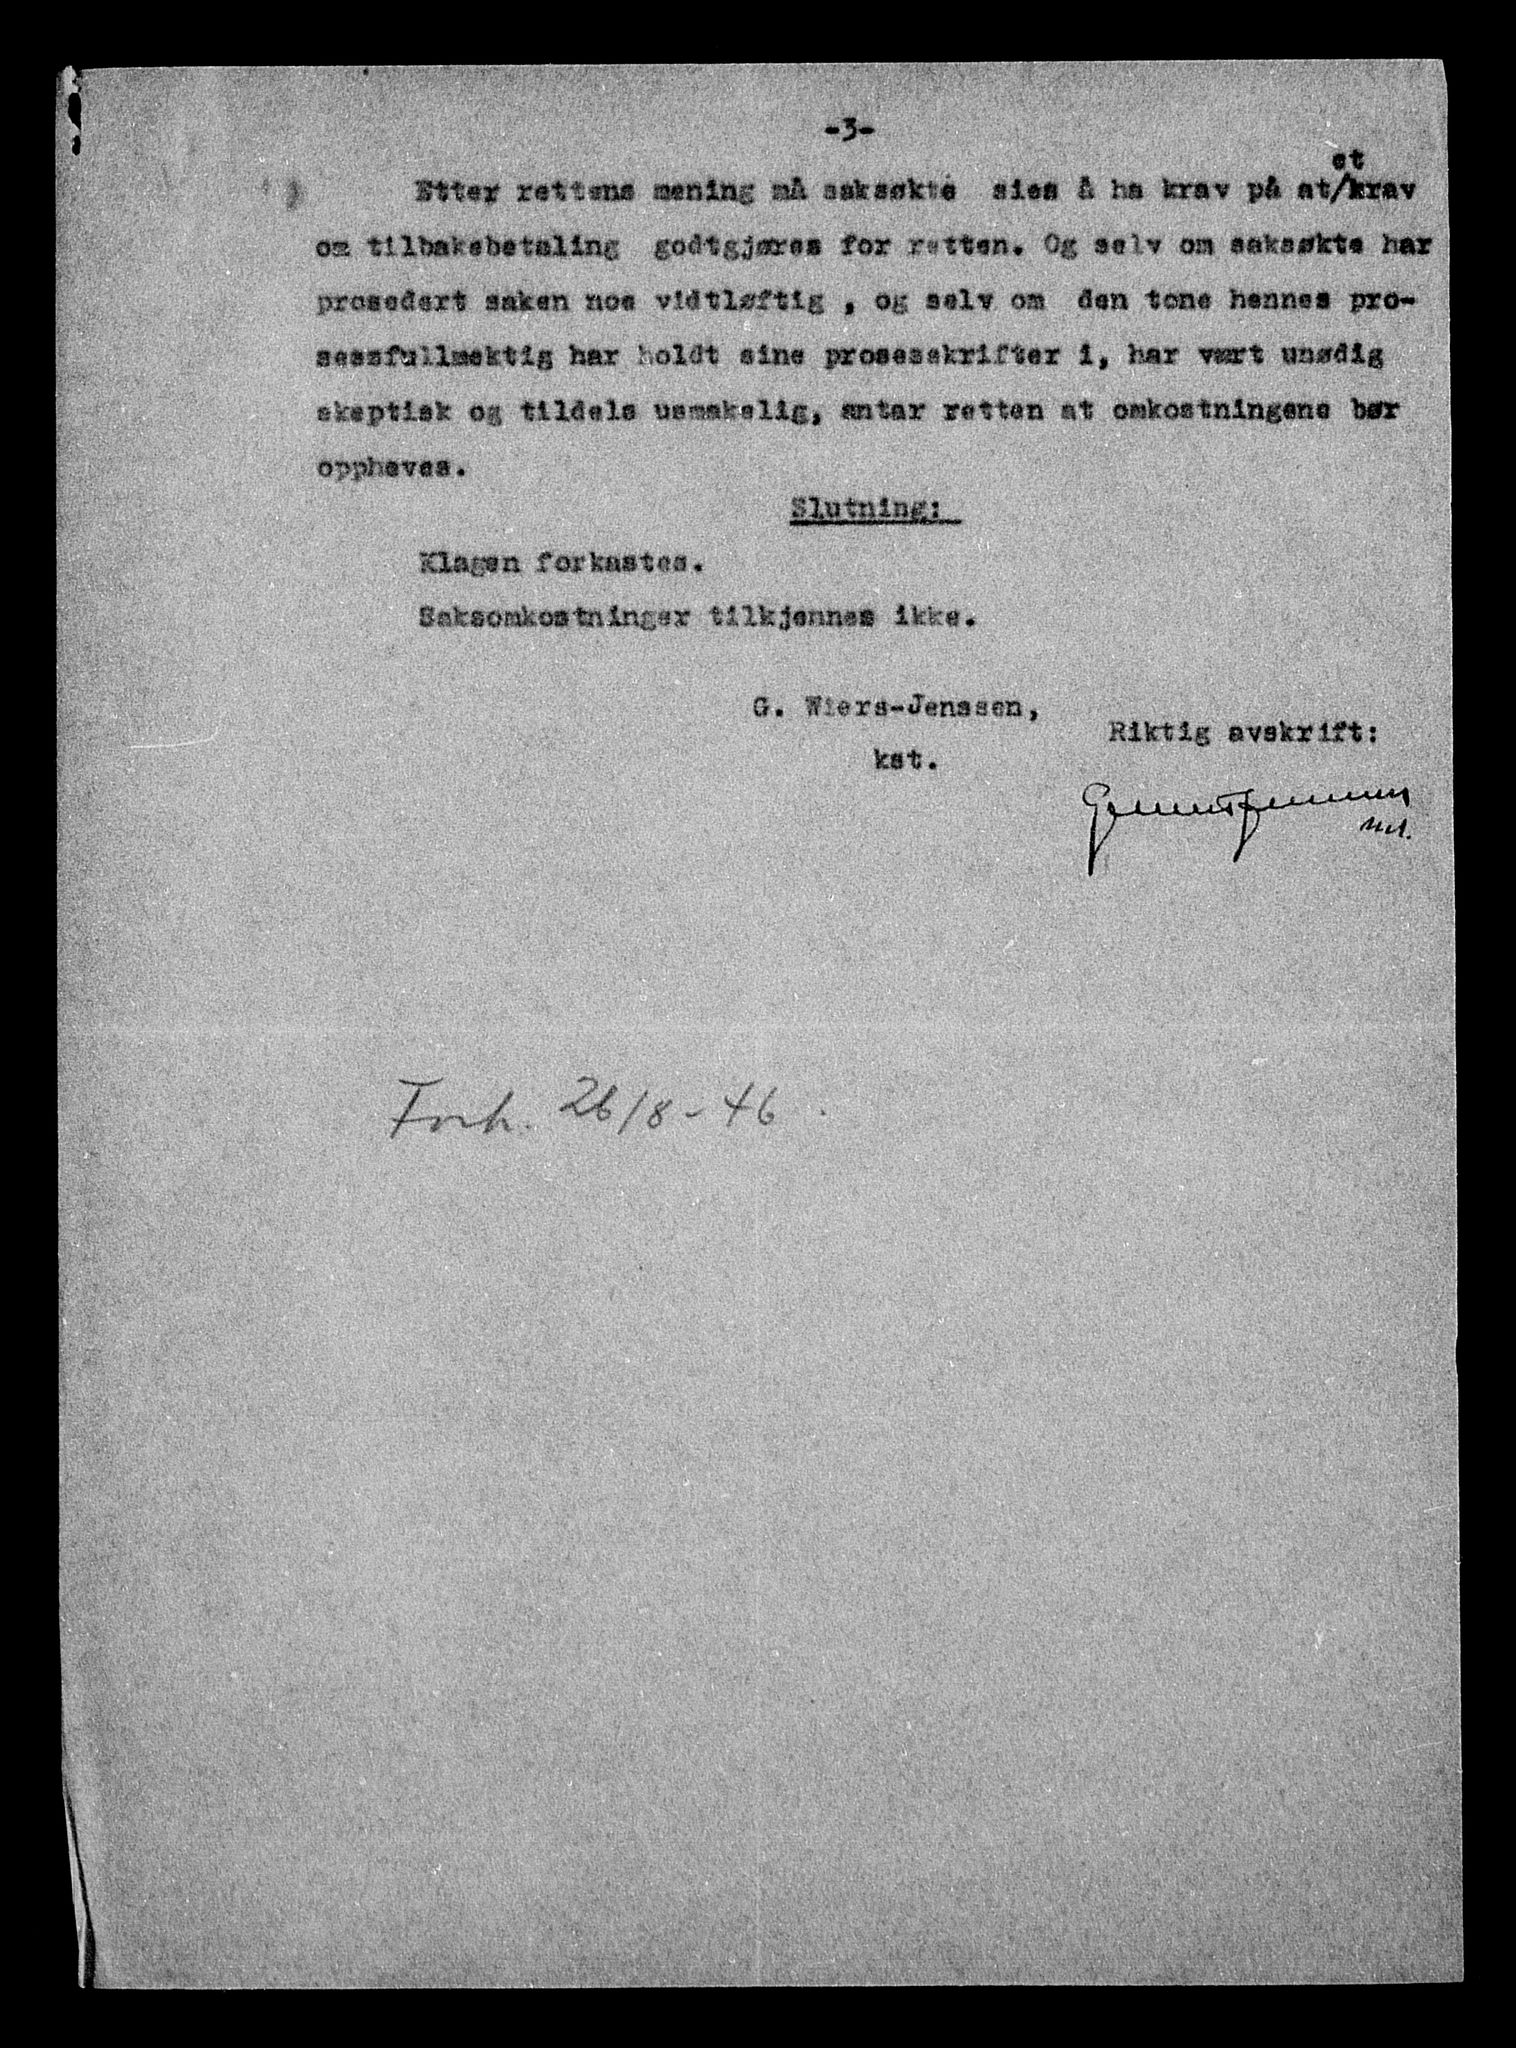 -3-
Etter rettens mening må saksøkte sies å ha krav på at/et krav
om tilbakebetaling godtgjøres for retten. Og selv om saksøkte har
prosedert saken noe vidtløftig, og selv om den tone hennes pro-
sessfullmektig har holdt sine prosesskrifter i, har vært unødig
skeptisk og tildels usmakelig, antar retten at omkostningene bør
oppheves.
Slutning:
Klagen forkastes.
Saksomkostninger tilkjennes ikke.
G. Wiers-Jenssen,
kst.
Riktig avskrift:
Fork. 26/8-46.